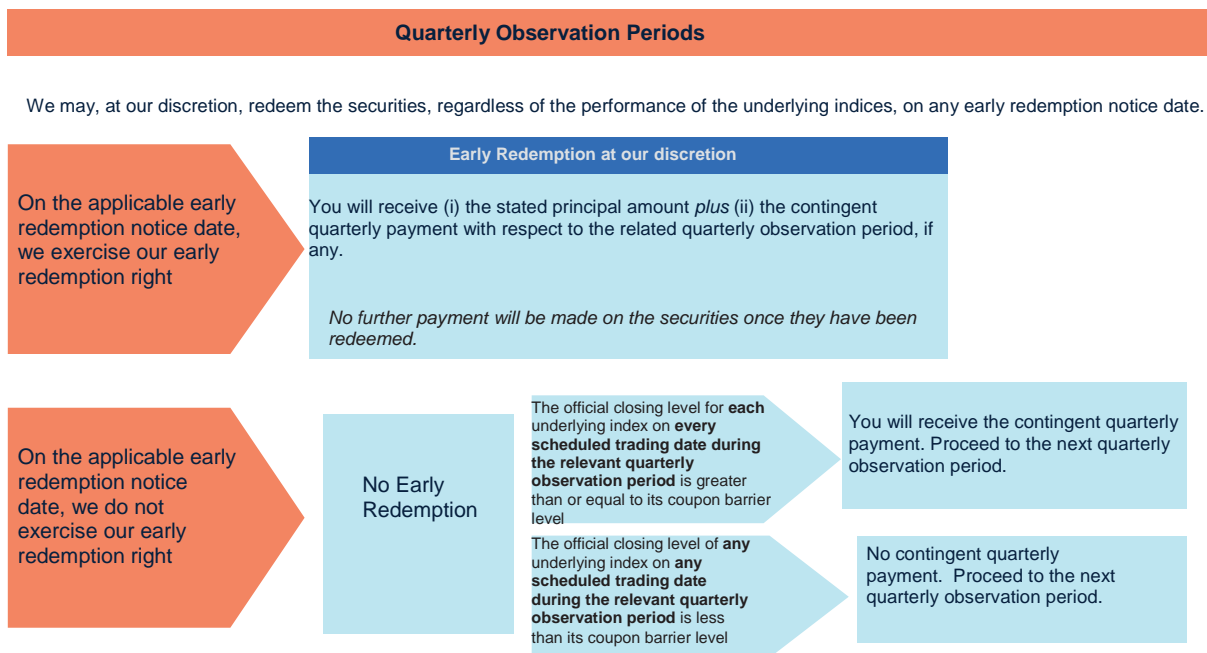 Quarterly Observation Periods
We may, at our discretion, redeem the securities, regardless of the performance of the underlying indices, on any early redemption notice date.
On the applicable early
redemption notice date,
we exercise our early
redemption right
Early Redemption at our discretion
You will receive (i) the stated principal amount plus (ii) the contingent
quarterly payment with respect to the related quarterly observation period, if
any.
No further payment will be made on the securities once they have been
redeemed.
On the applicable early
redemption notice
date, we do not
exercise our early
redemption right
No Early
Redemption
The official closing level for each
underlying index on every
scheduled trading date during
the relevant quarterly
observation period is greater
than or equal to its coupon barrier
level
You will receive the contingent quarterly
payment. Proceed to the next quarterly
observation period.
The official closing level of any
underlying index on any
scheduled trading date
during the relevant quarterly
observation period is less
than its coupon barrier level
No contingent quarterly
payment. Proceed to the next
quarterly observation period.